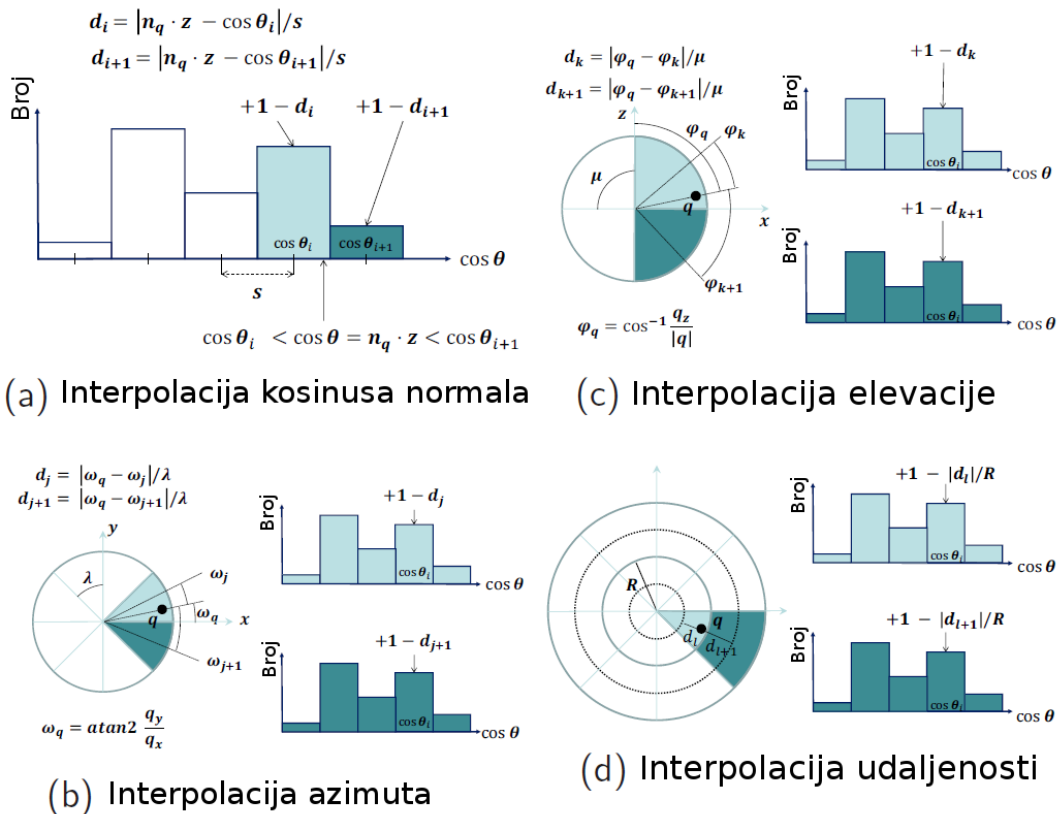 d_i = |n_q · z − cos θ_i|/s
d_{i+1} = |n_q · z − cos θ_{i+1}|/s
Broj
+1 − d_i
+1 − d_{i+1}
cos θ_i
cos θ_{i+1}
cos θ
s
cos θ_i < cos θ = n_q · z < cos θ_{i+1}
(a) Interpolacija kosinusa normala
d_k = |φ_q − φ_k|/μ
d_{k+1} = |φ_q − φ_{k+1}|/μ
z
φ_q
φ_k
μ
q
x
φ_{k+1}
φ_q = cos⁻¹ q_z/|q|
Broj
+1 − d_k
cos θ_i
cos θ
Broj
+1 − d_{k+1}
cos θ_i
cos θ
(c) Interpolacija elevacije
d_j = |ω_q − ω_j|/λ
d_{j+1} = |ω_q − ω_{j+1}|/λ
y
λ
ω_j
q
ω_q
x
ω_{j+1}
ω_q = atan2 q_y/q_x
Broj
+1 − d_j
cos θ_i
cos θ
Broj
+1 − d_{j+1}
cos θ_i
cos θ
(b) Interpolacija azimuta
R
q
d_l
d_{l+1}
Broj
+1 − |d_l|/R
cos θ_i
cos θ
Broj
+1 − |d_{l+1}|/R
cos θ_i
cos θ
(d) Interpolacija udaljenosti